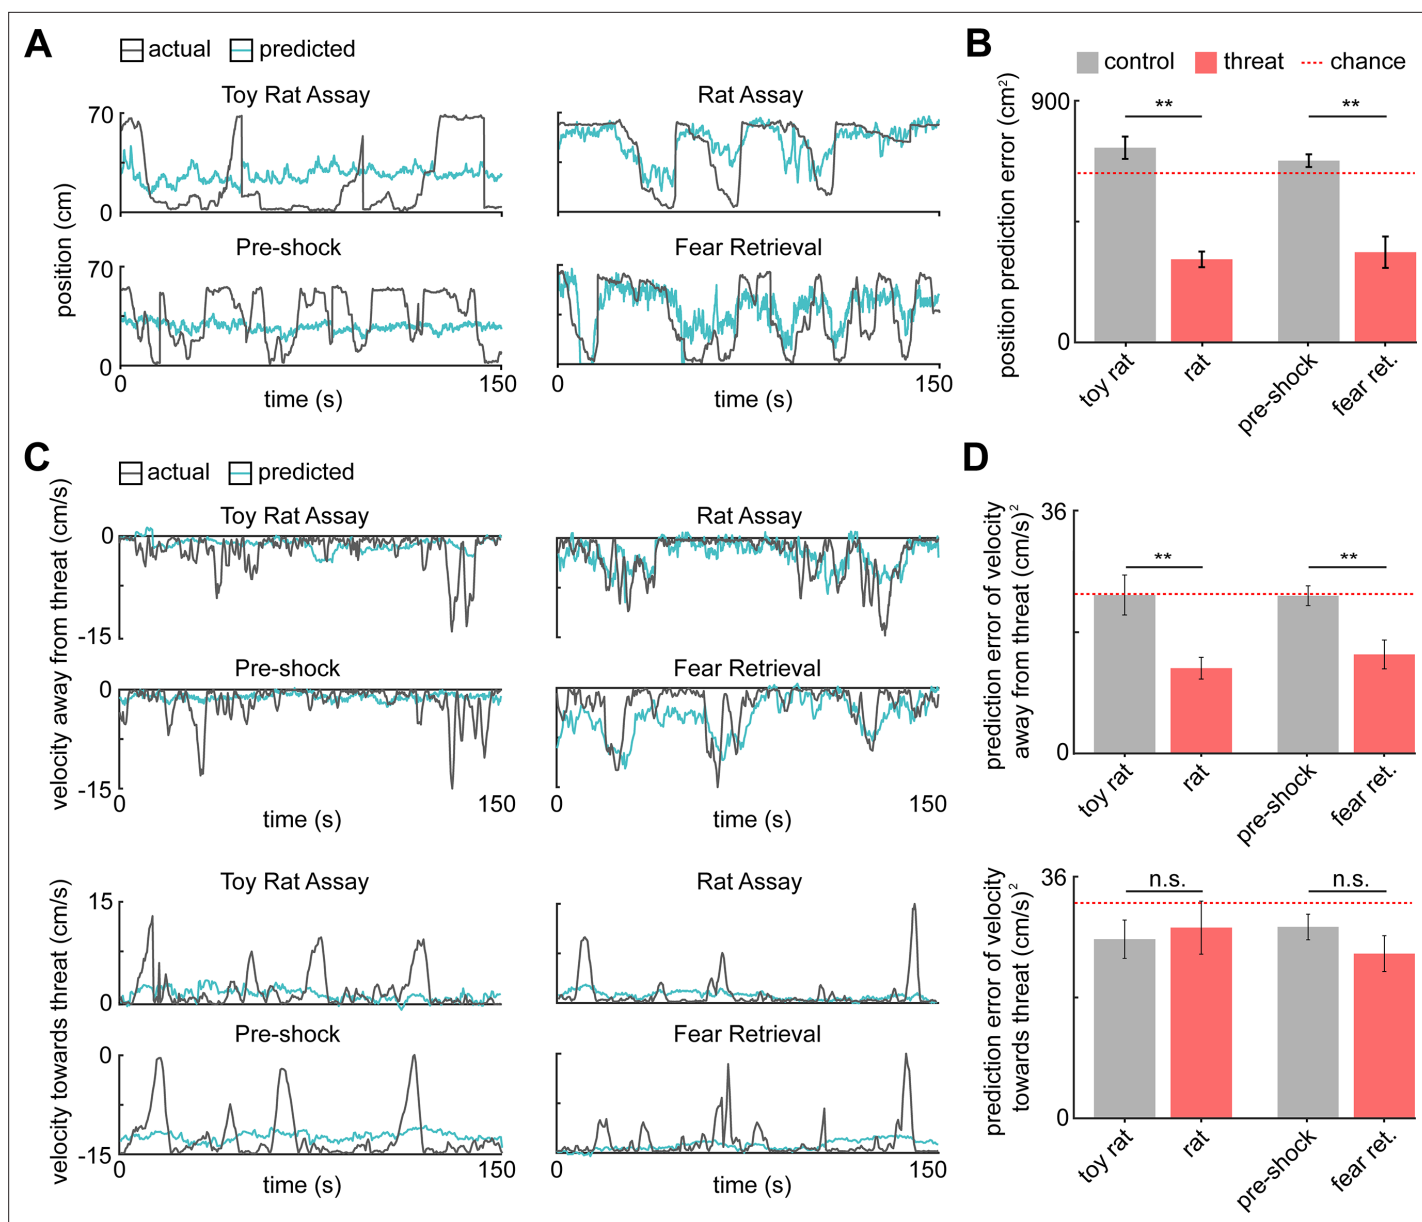 A
actual predicted
Toy Rat Assay
Rat Assay
70
0
position (cm)
Pre-shock
Fear Retrieval
70
0
0 150
0 150
time (s)
time (s)
B
control threat chance
position prediction error (cm²)
900
0
** **
toy rat
rat
pre-shock
fear ret.
C
actual predicted
velocity away from threat (cm/s)
Toy Rat Assay
Rat Assay
0
-15
Pre-shock
Fear Retrieval
0
-15
0 150
0 150
time (s)
time (s)
velocity towards threat (cm/s)
Toy Rat Assay
Rat Assay
15
0
Pre-shock
Fear Retrieval
0
-15
0 150
0 150
time (s)
time (s)
D
prediction error of velocity
away from threat (cm/s)²
36
0
** **
toy rat
rat
pre-shock
fear ret.
prediction error of velocity
towards threat (cm/s)²
36
0
n.s. n.s.
toy rat
rat
pre-shock
fear ret.